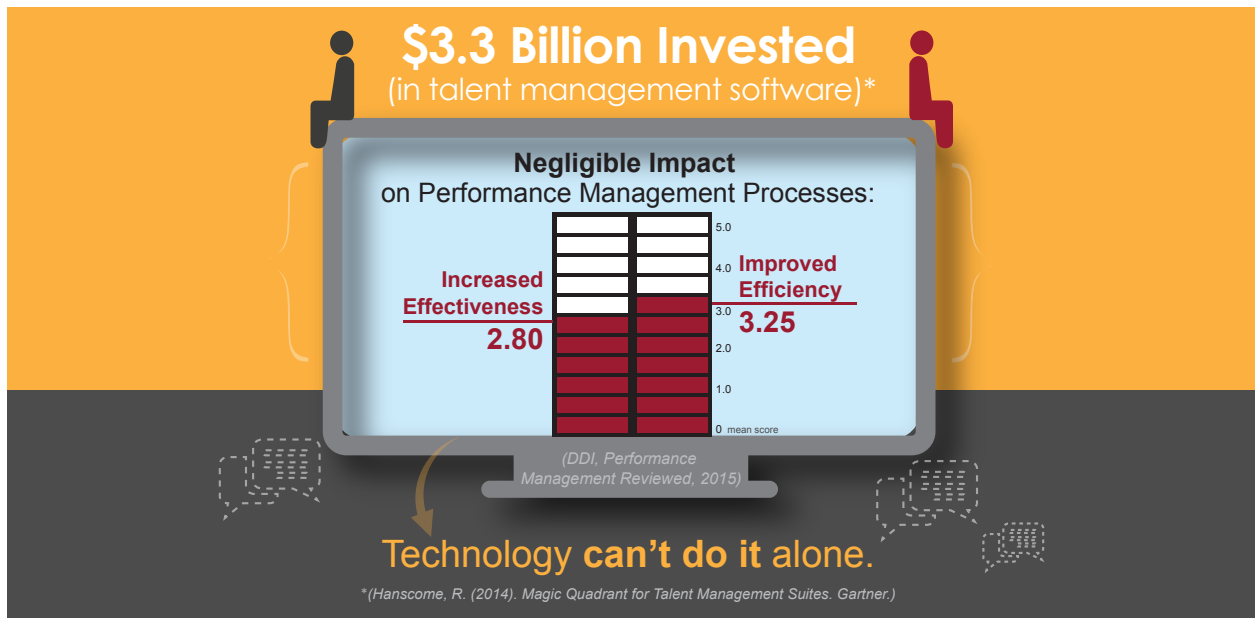 $3.3 Billion Invested
(in talent management software)*
Negligible Impact
on Performance Management Processes:
Increased
Effectiveness
2.80
5.0
4.0
3.0
2.0
1.0
0 mean score
Improved
Efficiency
3.25
(DDI, Performance
Management Reviewed, 2015)
Technology can’t do it alone.
*(Hanscome, R. (2014). Magic Quadrant for Talent Management Suites. Gartner.)